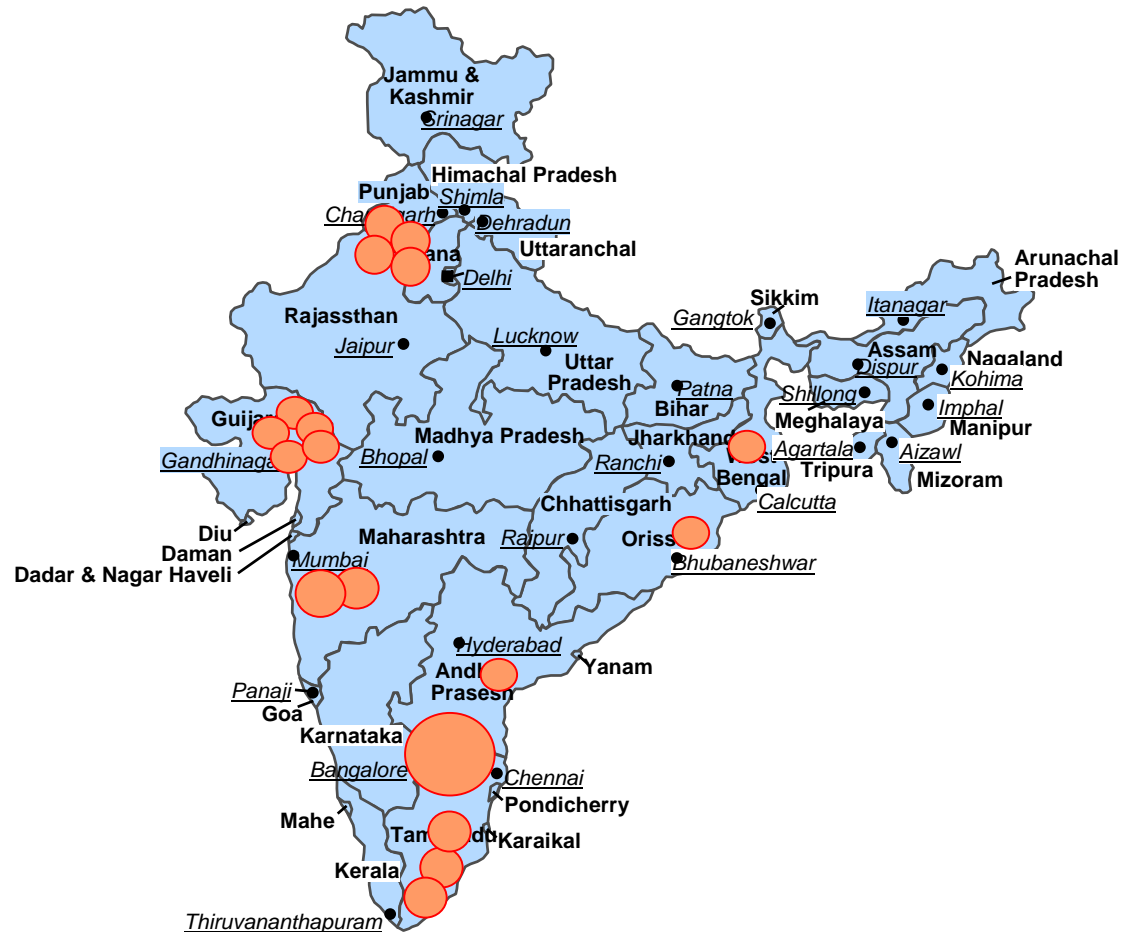 Jammu &
Kashmir
Srinagar
Himachal Pradesh
Punjab
Shimla
Dehradun
Uttaranchal
Delhi
Arunachal
Pradesh
Sikkim
Itanagar
Gangtok
Rajassthan
Jaipur
Lucknow
Uttar
Pradesh
Assam
Dispur
Nagaland
Kohima
Patna
Bihar
Shillong
Meghalaya
Imphal
Manipur
Madhya Pradesh
Bhopal
Jharkhand
Ranchi
Bengal
Agartala
Tripura
Aizawl
Mizoram
Calcutta
Chhattisgarh
Diu
Daman
Dadar & Nagar Haveli
Maharashtra
Mumbai
Raipur
Bhubaneshwar
Hyderabad
Prasesh
Yanam
Panaji
Goa
Karnataka
Bangalore
Chennai
Pondicherry
Mahe
Karaikal
Kerala
Thiruvananthapuram